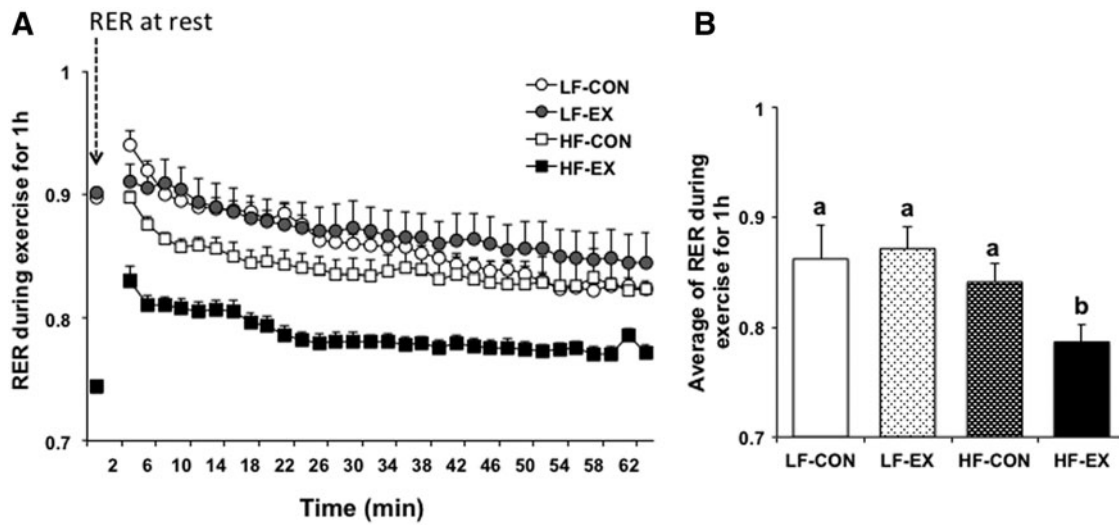 A
RER at rest
RER during exercise for 1h
1
0.9
0.8
0.7
LF-CON
LF-EX
HF-CON
HF-EX
2 6 10 14 18 22 26 30 34 38 42 46 50 54 58 62
Time (min)
B
Average of RER during
exercise for 1h
1
0.9
0.8
0.7
a
a
a
b
LF-CON LF-EX HF-CON HF-EX